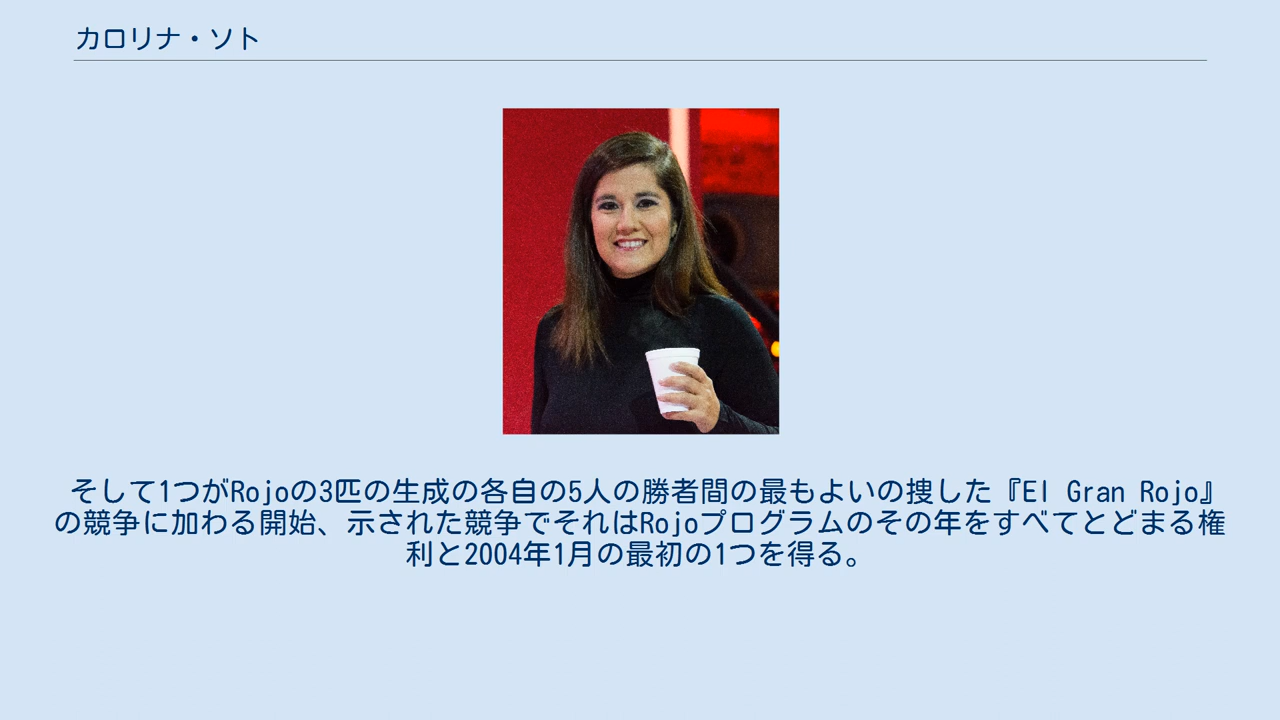 カロリナ・ソト
そして1つがRojoの3匹の生成の各自の5人の勝者間の最もよいの捜した『El Gran Rojo』
の競争に加わる開始、示された競争でそれはRojoプログラムのその年をすべてとどまる権
利と2004年1月の最初の1つを得る。